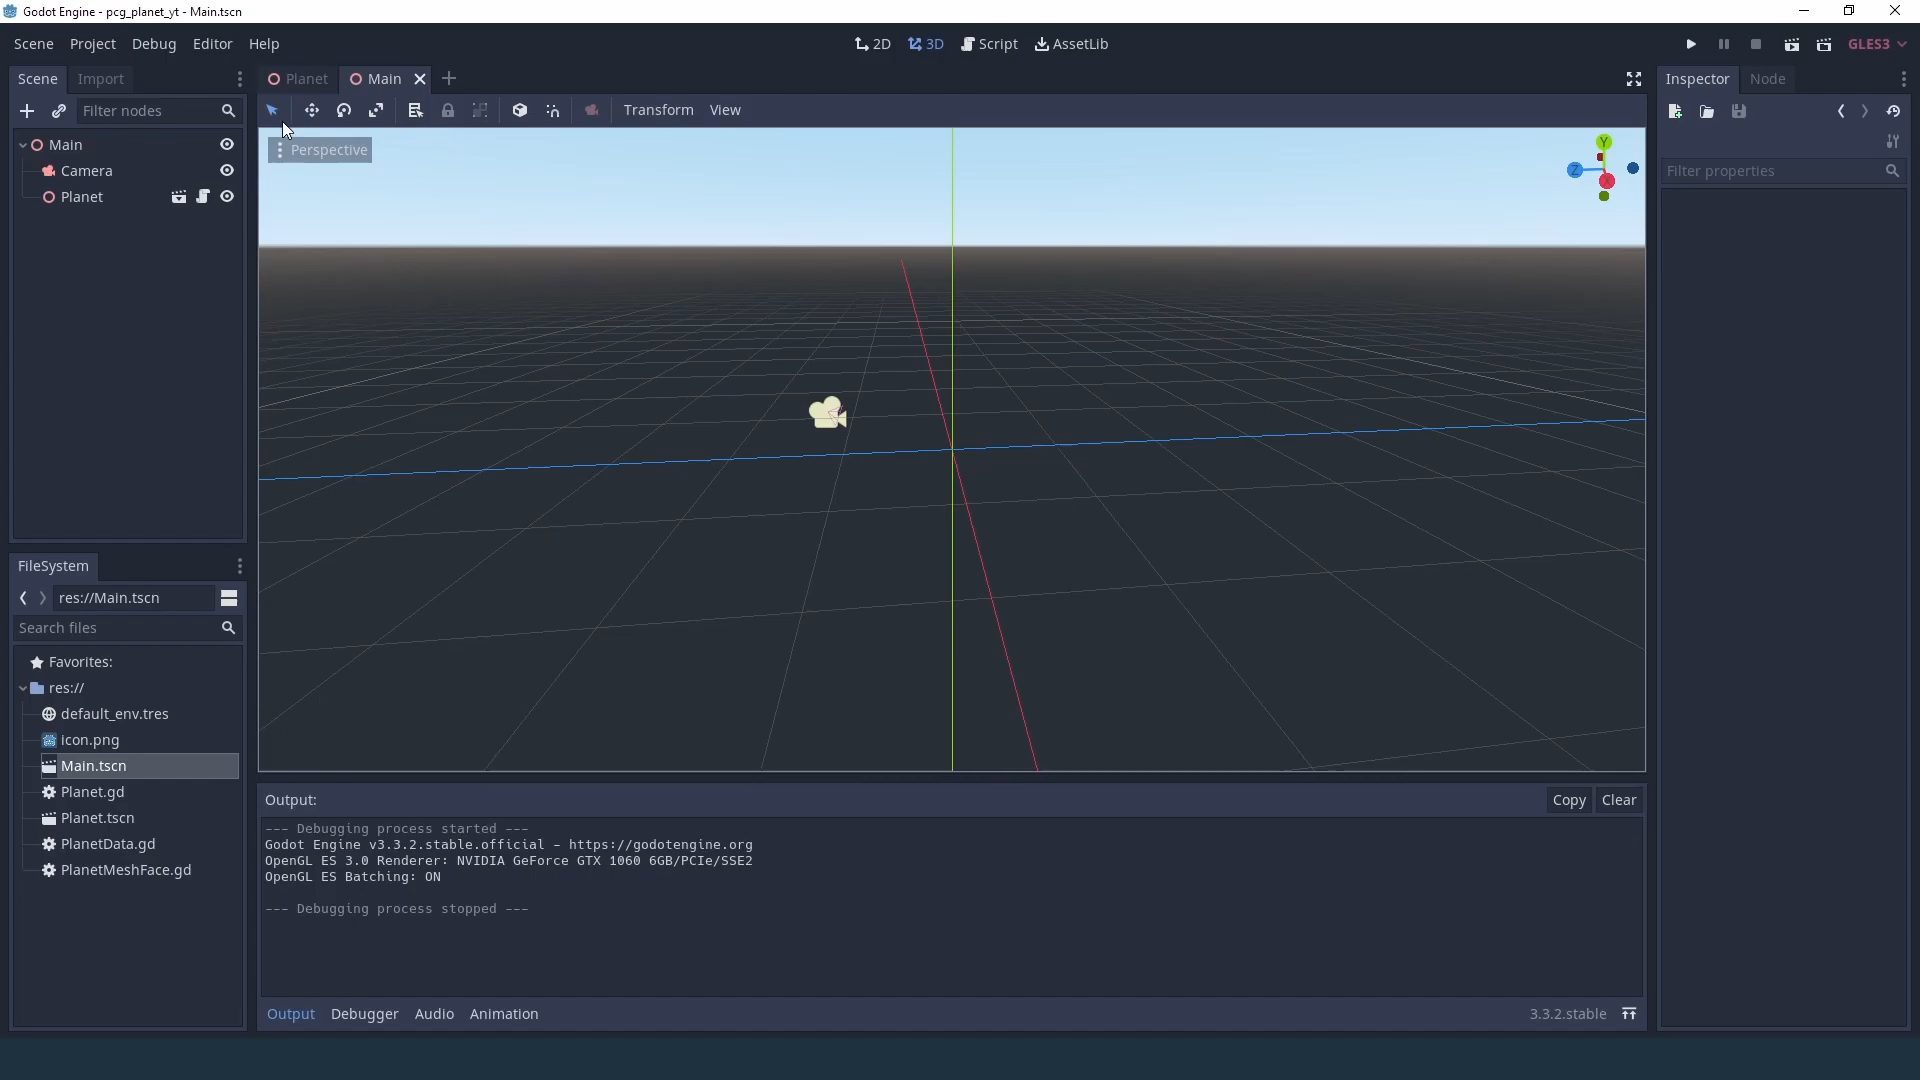 Godot Engine - pcg_planet_yt - Main.tscn
Scene Project Debug Editor Help
2D 3D Script AssetLib
GLES3
Scene Import
Planet Main
Inspector Node
Filter nodes
Transform View
Main
Camera
Planet
Perspective
Y
Z
Filter properties
FileSystem
res://Main.tscn
Search files
Favorites:
res://
default_env.tres
icon.png
Main.tscn
Planet.gd
Planet.tscn
PlanetData.gd
PlanetMeshFace.gd
Output:
Copy Clear
--- Debugging process started ---
Godot Engine v3.3.2.stable.official - https://godotengine.org
OpenGL ES 3.0 Renderer: NVIDIA GeForce GTX 1060 6GB/PCIe/SSE2
OpenGL ES Batching: ON
--- Debugging process stopped ---
Output Debugger Audio Animation
3.3.2.stable